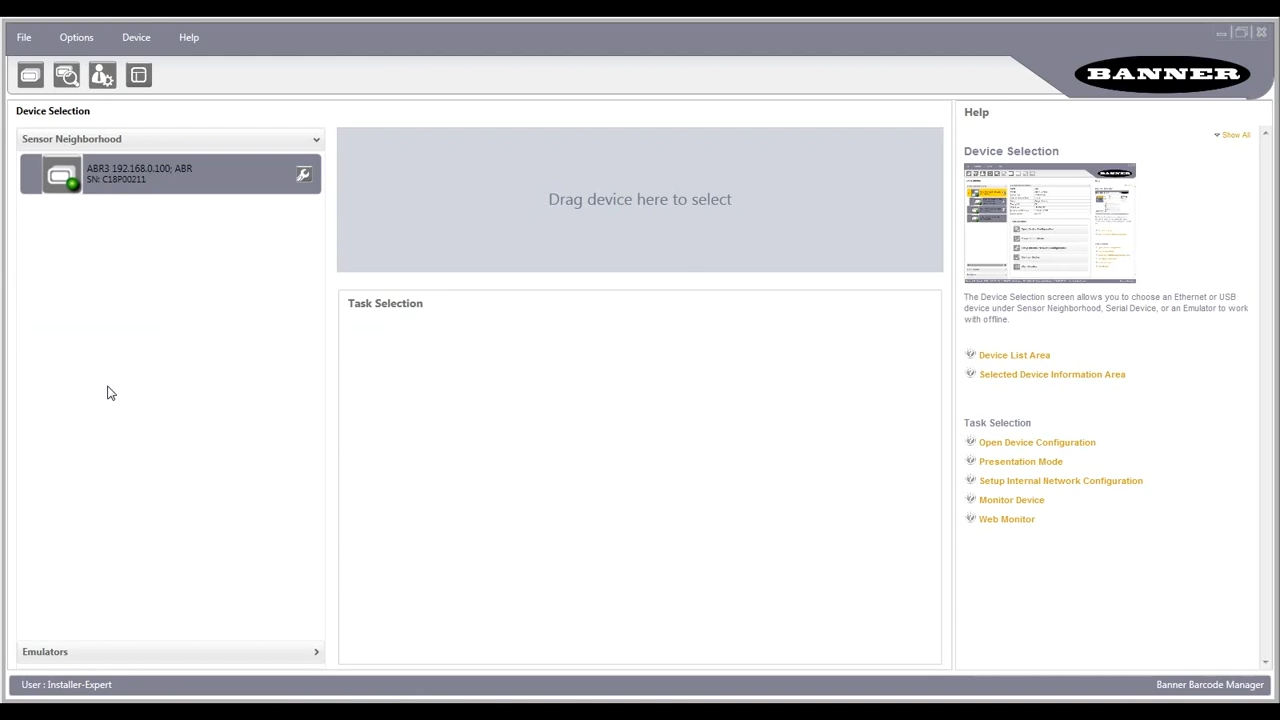 File Options Device Help
BANNER
Device Selection
Sensor Neighborhood
ABR3 192.168.0.100; ABR
SN: C18P00211
Drag device here to select
Task Selection
Emulators
Help
Show All
Device Selection
The Device Selection screen allows you to choose an Ethernet or USB
device under Sensor Neighborhood, Serial Device, or an Emulator to work
with offline.
Device List Area
Selected Device Information Area
Task Selection
Open Device Configuration
Presentation Mode
Setup Internal Network Configuration
Monitor Device
Web Monitor
User : Installer-Expert
Banner Barcode Manager